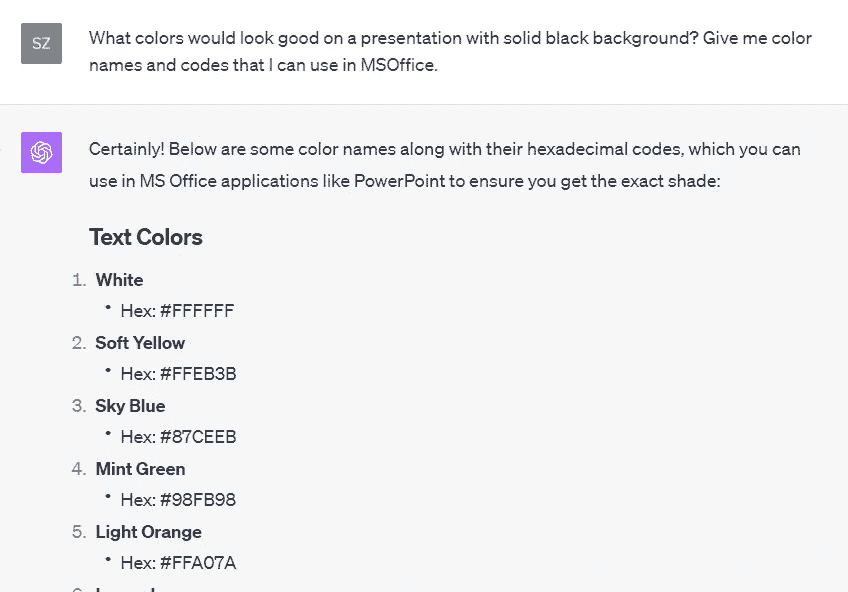 SZ
What colors would look good on a presentation with solid black background? Give me color
names and codes that I can use in MSOffice.
Certainly! Below are some color names along with their hexadecimal codes, which you can
use in MS Office applications like PowerPoint to ensure you get the exact shade:
Text Colors
1. White
• Hex: #FFFFFF
2. Soft Yellow
• Hex: #FFEB3B
3. Sky Blue
• Hex: #87CEEB
4. Mint Green
• Hex: #98FB98
5. Light Orange
• Hex: #FFA07A